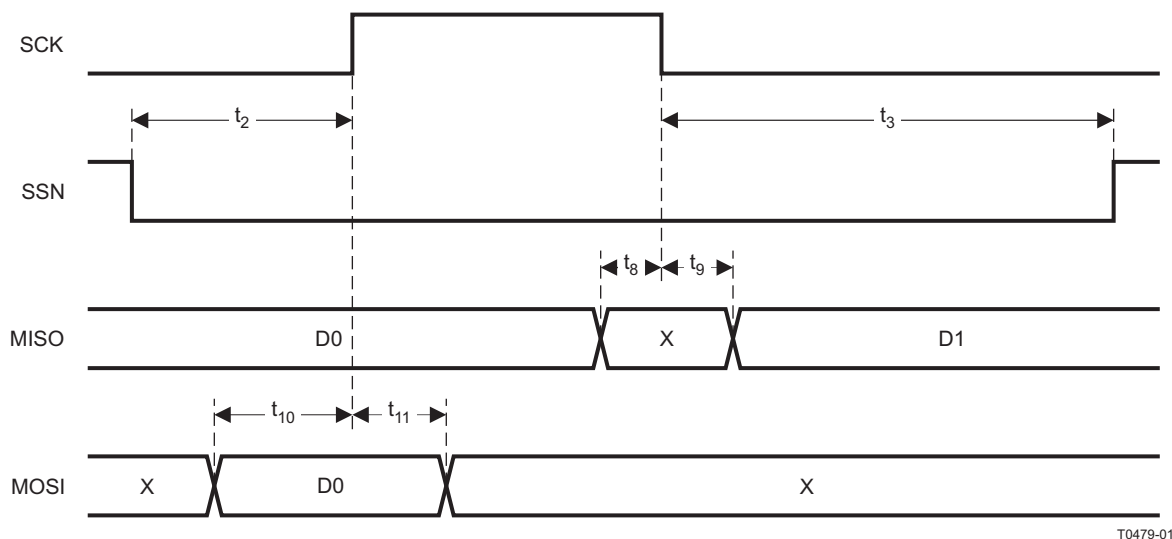 SCK
t2
t3
SSN
t8
t9
MISO
D0
X
D1
t10
t11
MOSI
X
D0
X
T0479-01